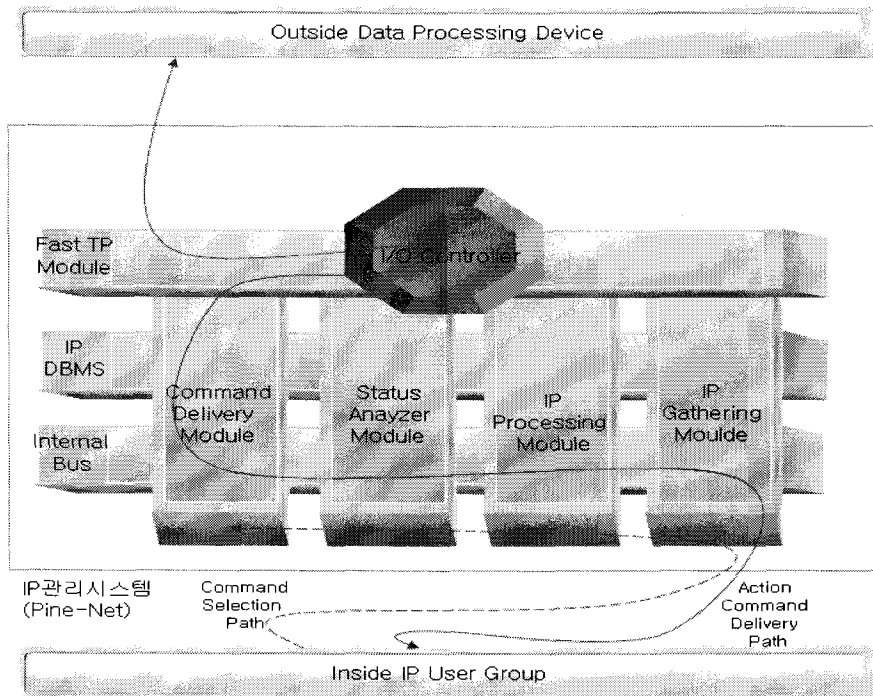 Outside Data Processing Device
I/O Controller
Fast TP
Module
IP
DBMS
Internal
Bus
Command
Delivery
Module
Status
Anayzer
Module
IP
Processing
Module
IP
Gathering
Moulde
IP관리시스템
(Pine-Net)
Command
Selection
Path
Action
Command
Delivery
Path
Inside IP User Group